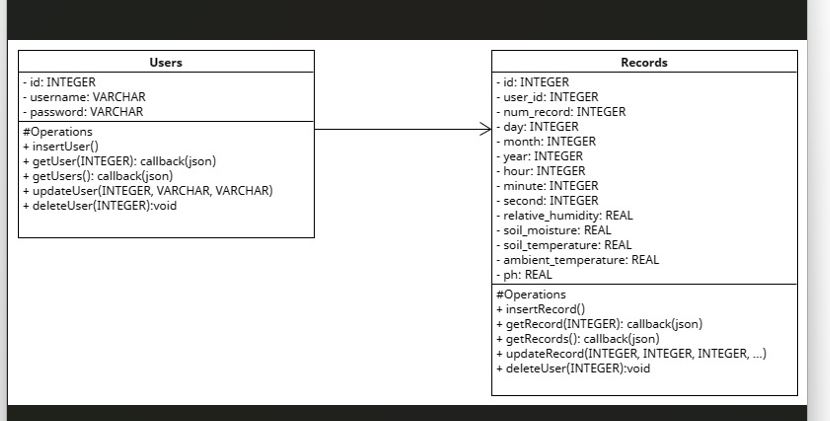 Users
- id: INTEGER
- username: VARCHAR
- password: VARCHAR
#Operations
+ insertUser()
+ getUser(INTEGER): callback(json)
+ getUsers(): callback(json)
+ updateUser(INTEGER, VARCHAR, VARCHAR)
+ deleteUser(INTEGER):void
Records
- id: INTEGER
- user_id: INTEGER
- num_record: INTEGER
- day: INTEGER
- month: INTEGER
- year: INTEGER
- hour: INTEGER
- minute: INTEGER
- second: INTEGER
- relative_humidity: REAL
- soil_moisture: REAL
- soil_temperature: REAL
- ambient_temperature: REAL
- ph: REAL
#Operations
+ insertRecord()
+ getRecord(INTEGER): callback(json)
+ getRecords(): callback(json)
+ updateRecord(INTEGER, INTEGER, INTEGER, ...)
+ deleteUser(INTEGER):void